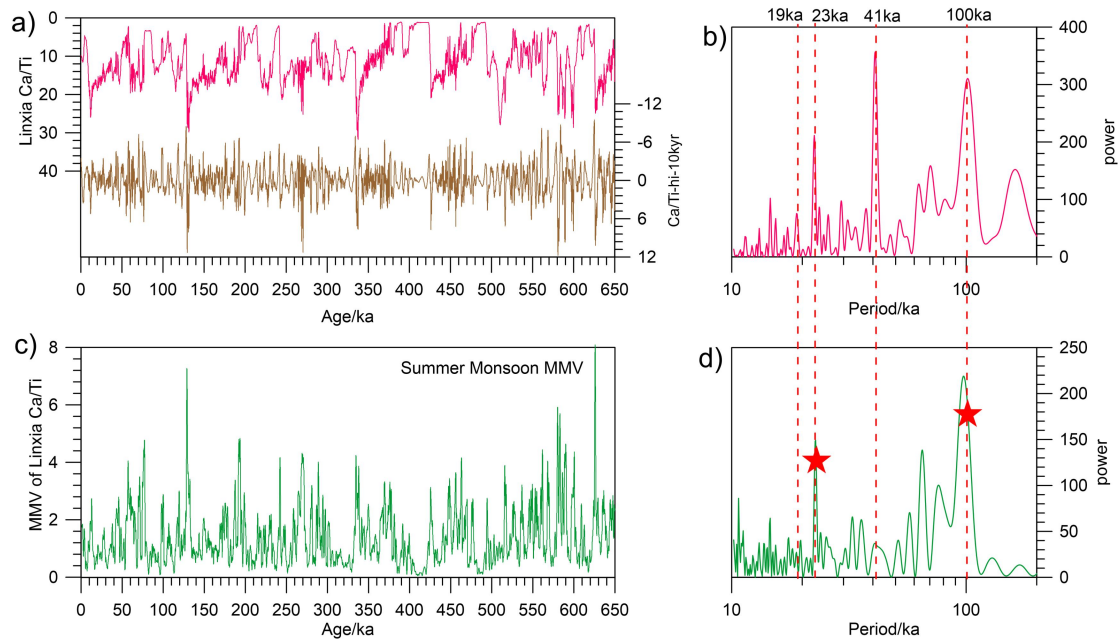 a)
0
10
20
30
40
Linxia Ca/Ti
-12
-6
0
6
12
Ca/Ti-hi-10kyr
0 50 100 150 200 250 300 350 400 450 500 550 600 650
Age/ka
19ka 23ka 41ka 100ka
b)
400
300
200
100
0
power
10 100
Period/ka
c)
Summer Monsoon MMV
8
6
4
2
0
MMV of Linxia Ca/Ti
0 50 100 150 200 250 300 350 400 450 500 550 600 650
Age/ka
d)
250
200
150
100
50
0
power
10 100
Period/ka